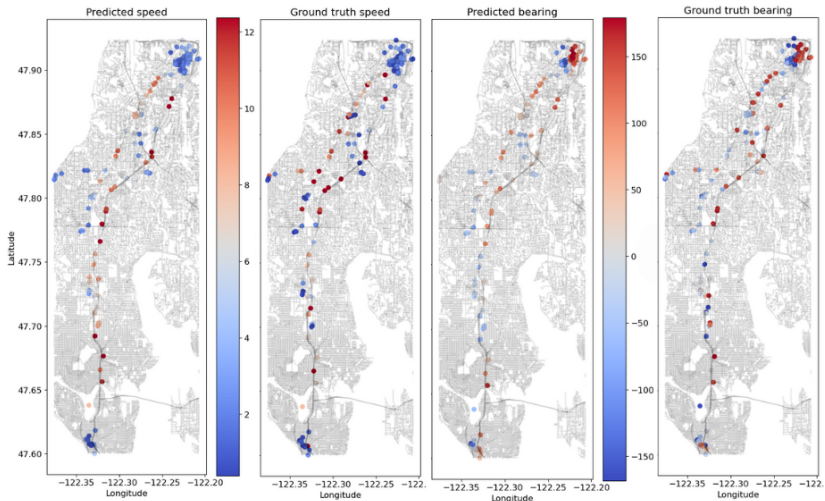 Predicted speed
Ground truth speed
Predicted bearing
Ground truth bearing
47.90
47.85
47.80
47.75
47.70
47.65
47.60
Latitude
12
10
8
6
4
2
150
100
50
0
−50
−100
−150
−122.35 −122.30 −122.25 −122.20
−122.35 −122.30 −122.25 −122.
−122.35 −122.30 −122.25 −122.20
−122.35 −122.30 −122.25 −122.
Longitude
Longitude
Longitude
Longitude